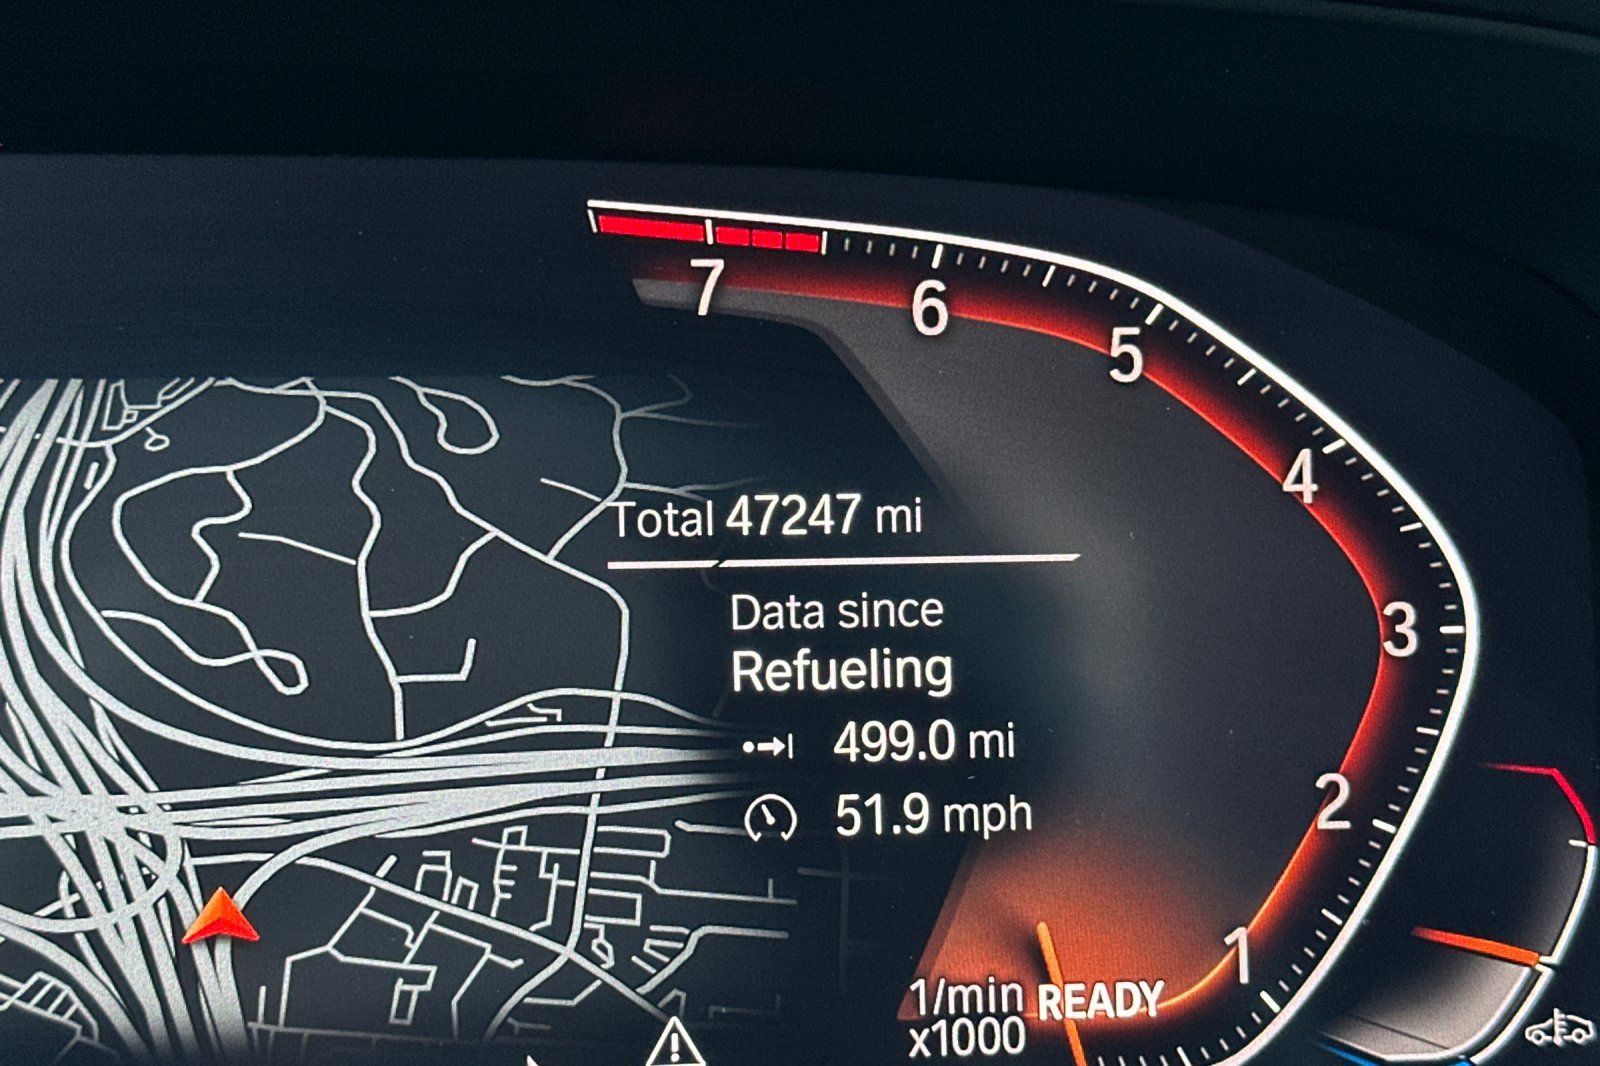 7
6
5
4
Total 47247 mi
Data since
Refueling
3
499.0 mi
2
51.9 mph
1
1/min READY
x1000